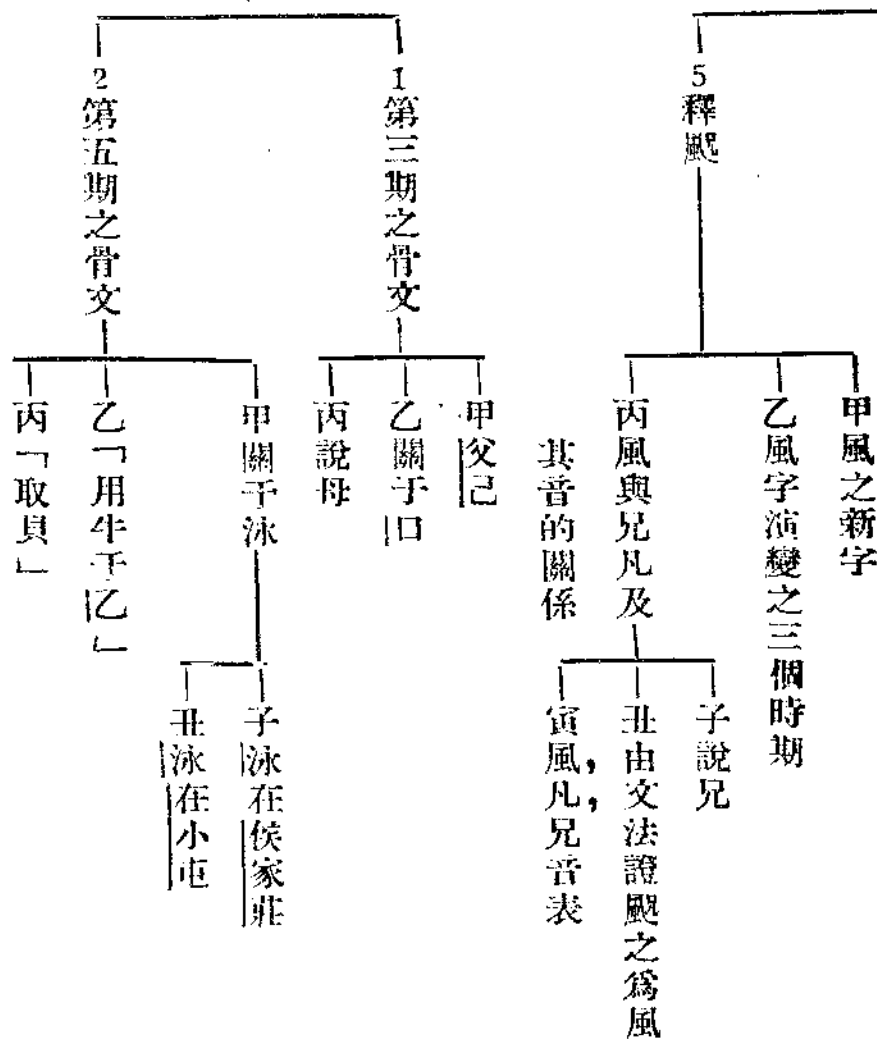 5釋
甲風之新字
乙風字演變之三個時期
丙風與兄凡及
其音的關係
子說兄
丑由文法證之爲風
寅風，凡，兄音表
1第三期之骨文
甲父己
乙關于口
丙說母
2第五期之骨文
甲關于泳
子泳在侯家莊
丑泳在小屯
乙「用牛于乙」
丙「取貝」